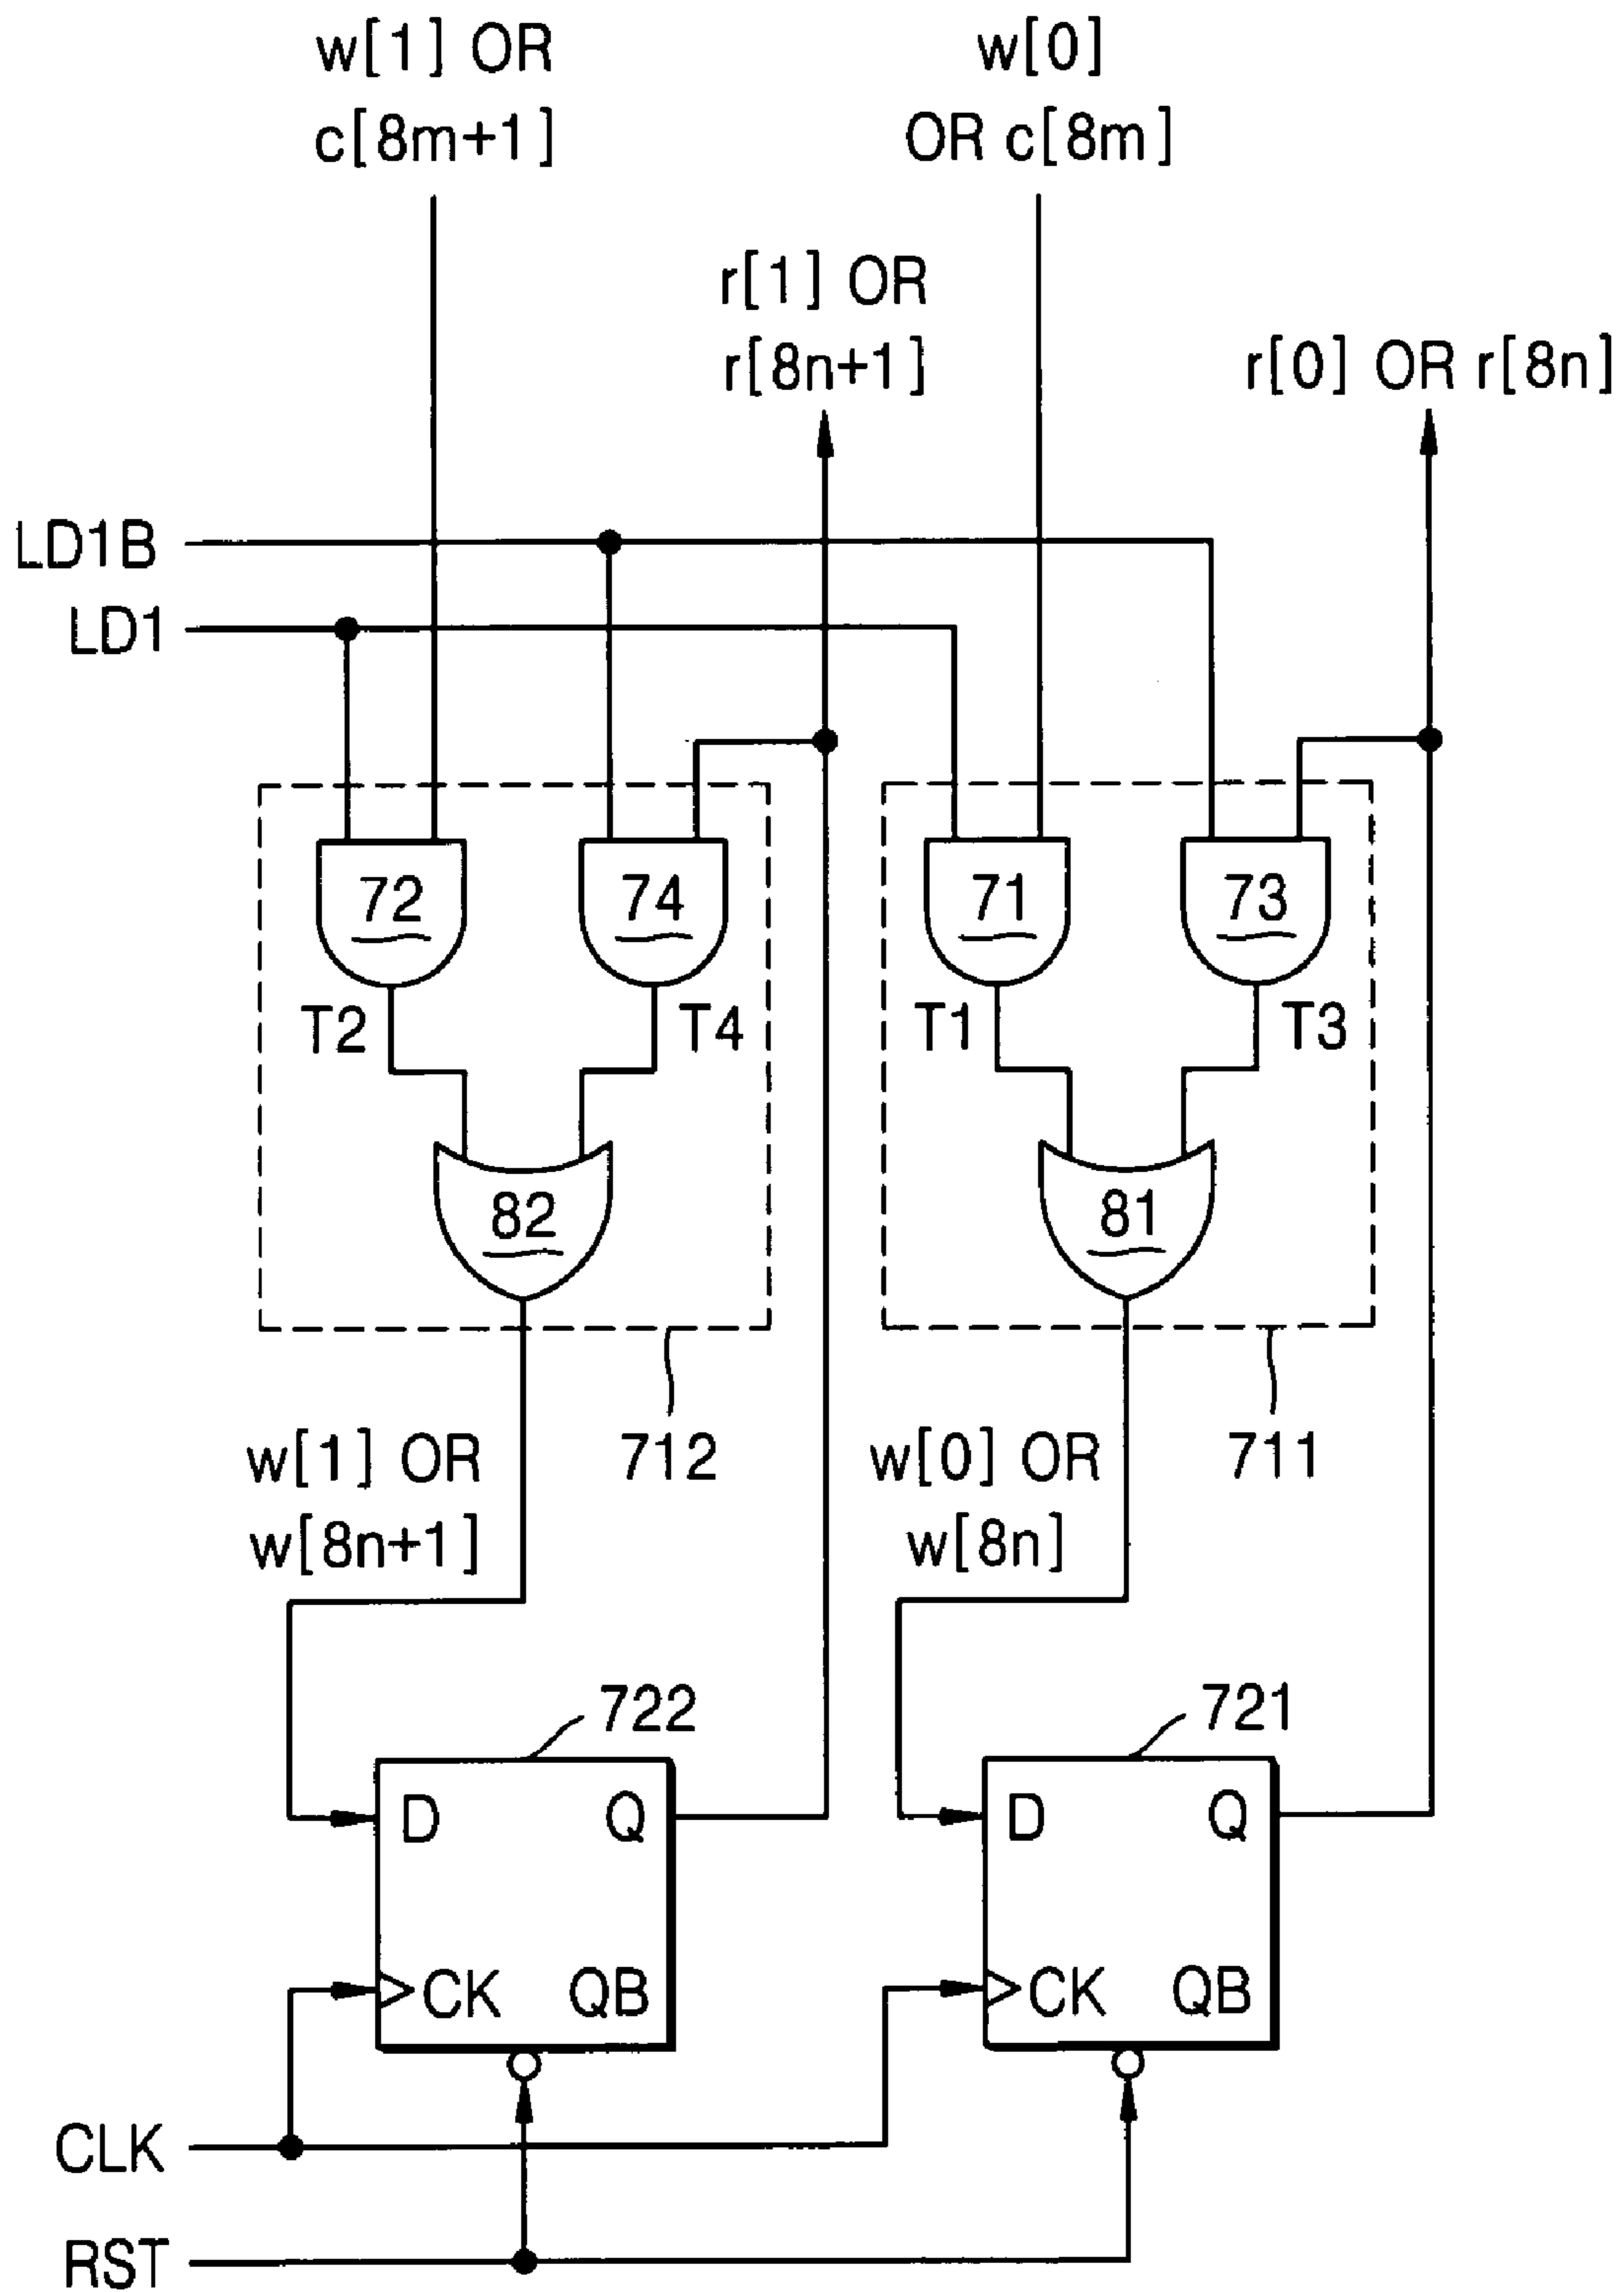 w[1] OR
c[8m+1]
w[0]
OR c[8m]
r[1] OR
r[8n+1]
r[0] OR r[8n]
LD1B
LD1
72
74
71
73
T2
T4
T1
T3
82
81
712
711
w[1] OR
w[8n+1]
w[0] OR
w[8n]
722
721
D
Q
CK
QB
D
Q
CK
QB
CLK
RST